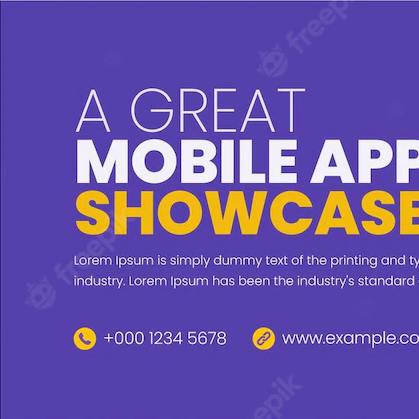 A GREAT
MOBILE APP
SHOWCASE
Lorem Ipsum is simply dummy text of the printing and ty
industry. Lorem Ipsum has been the industry's standard
+000 1234 5678
www.example.co
freepik